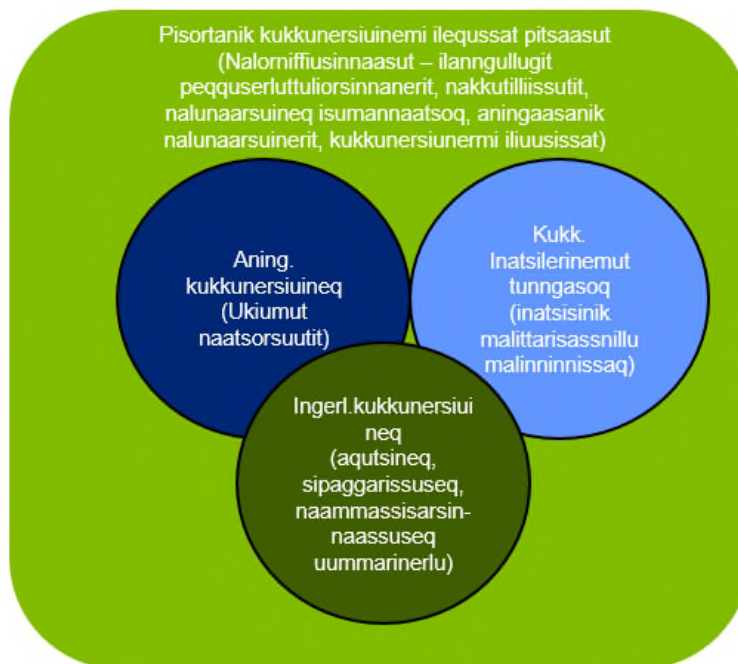 Pisortanik kukkunersiuinemi ilequssat pitsaasut
(Nalorniffiusinnaasut – ilanngullugit
peqquserluttuliorsinnanerit, nakkutilliissutit,
nalunaarsuineq isumannaatsoq, aningaasanik
nalunaarsuinerit, kukkunersiunermi iliuusissat)
Aning.
kukkunersiuineq
(Ukiumut
naatsorsuutit)
Kukk.
Inatsilerinemut
tunngasoq
(inatsisinik
malittarisassnillu
malinninnissaq)
Ingerl.kukkunersiui
neq
(aqutsineq,
sipaggarissuseq,
naammassisarsin-
naassuseq
uummarinerlu)